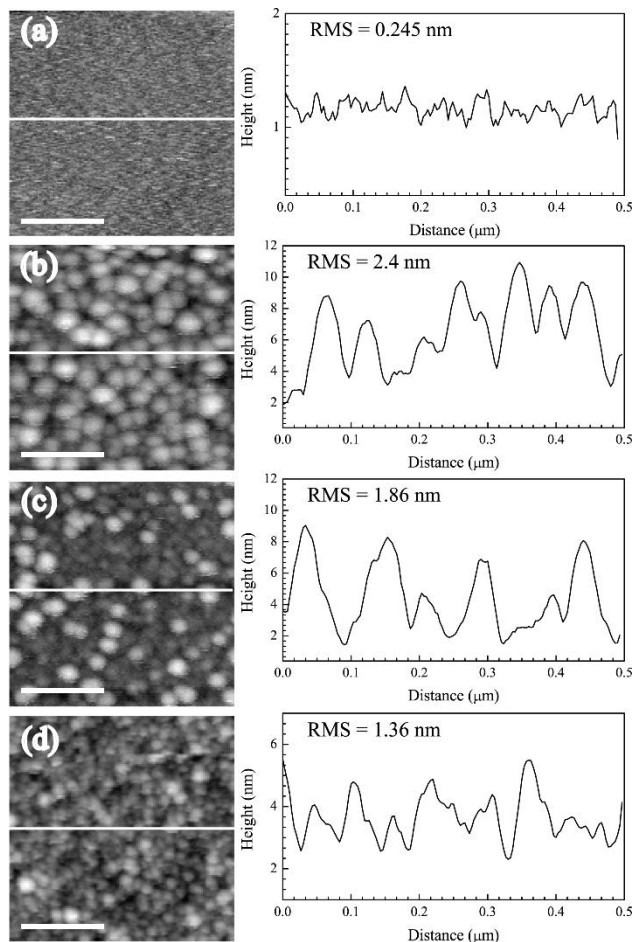 (a)
RMS = 0.245 nm
Height (nm)
2
1
0.0 0.1 0.2 0.3 0.4 0.5
Distance (μm)
(b)
RMS = 2.4 nm
Height (nm)
12
10
8
6
4
2
0.0 0.1 0.2 0.3 0.4 0.5
Distance (μm)
(c)
RMS = 1.86 nm
Height (nm)
12
10
8
6
4
2
0.0 0.1 0.2 0.3 0.4 0.5
Distance (μm)
(d)
RMS = 1.36 nm
Height (nm)
6
4
2
0.0 0.1 0.2 0.3 0.4 0.5
Distance (μm)